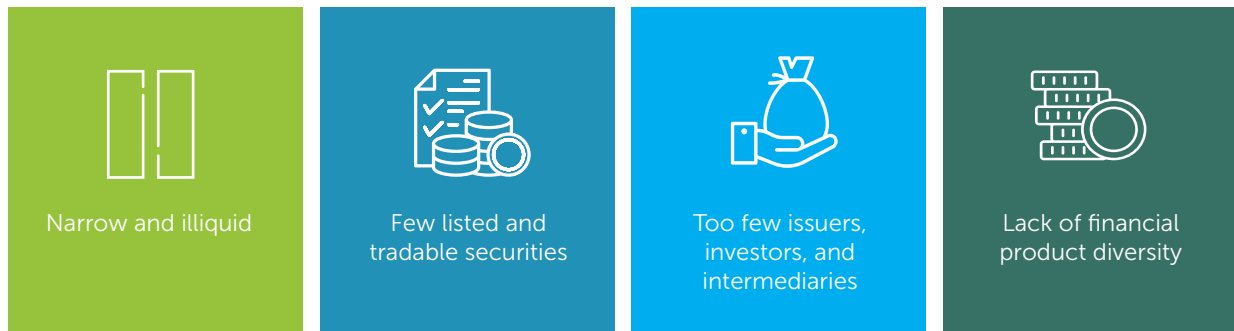 Narrow and illiquid
Few listed and
tradable securities
Too few issuers,
investors, and
intermediaries
Lack of financial
product diversity